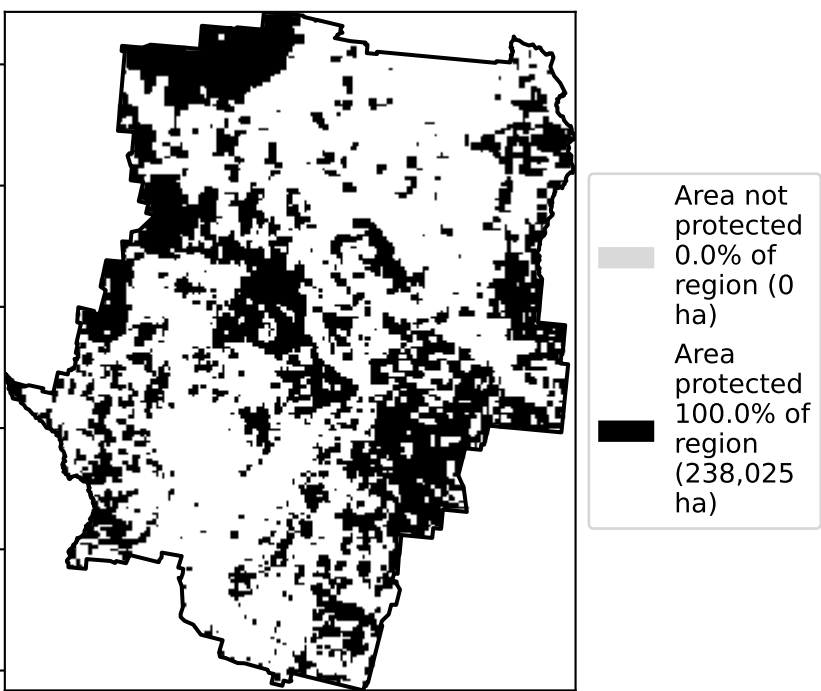 Area not
protected
0.0% of
region (0
ha)
Area
protected
100.0% of
region
(238,025
ha)